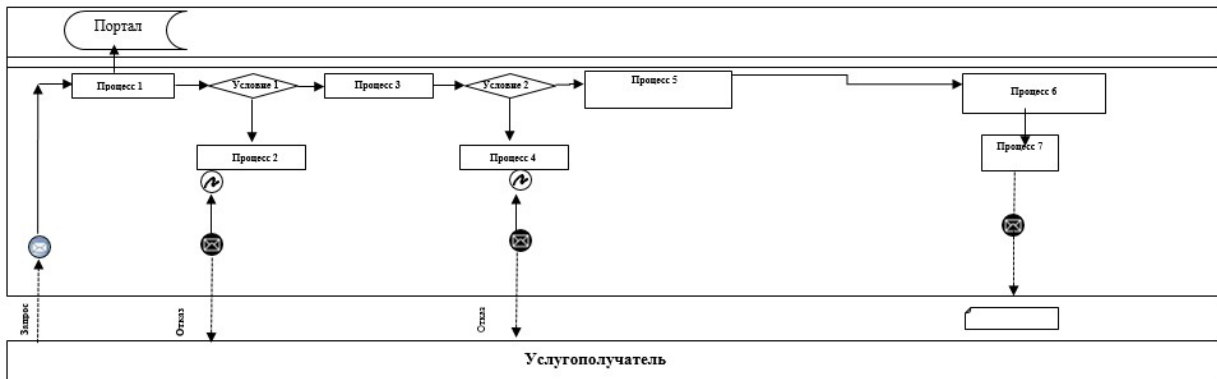 Портал
Процесс 1
Условие 1
Процесс 3
Условие 2
Процесс 5
Процесс 6
Процесс 2
Процесс 4
Процесс 7
Запрос
Отказ
Отказ
Услугополучатель